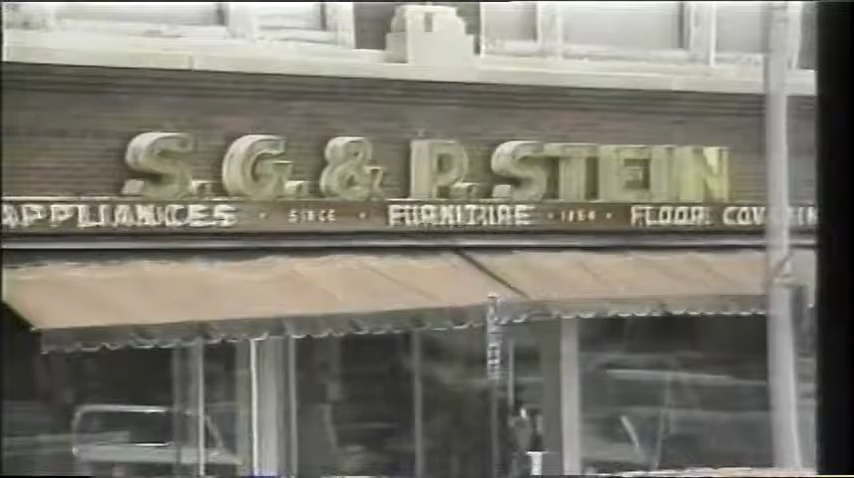 S. G. & P. STEIN
APPLIANCES • SINCE • FURNITURE • • FLOOR